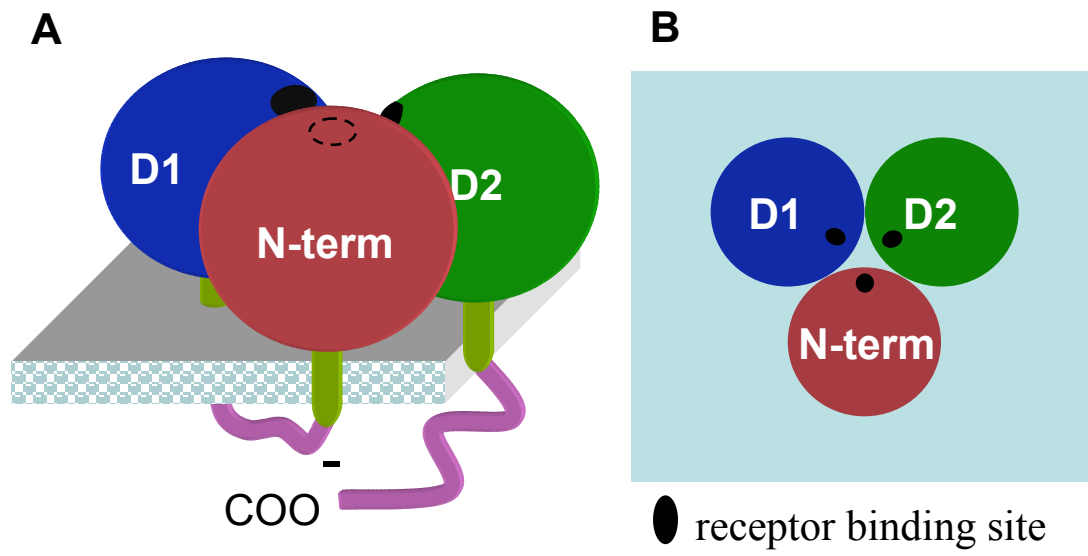 A
B
D1
D2
N-term
D1
D2
N-term
COO
-
receptor binding site